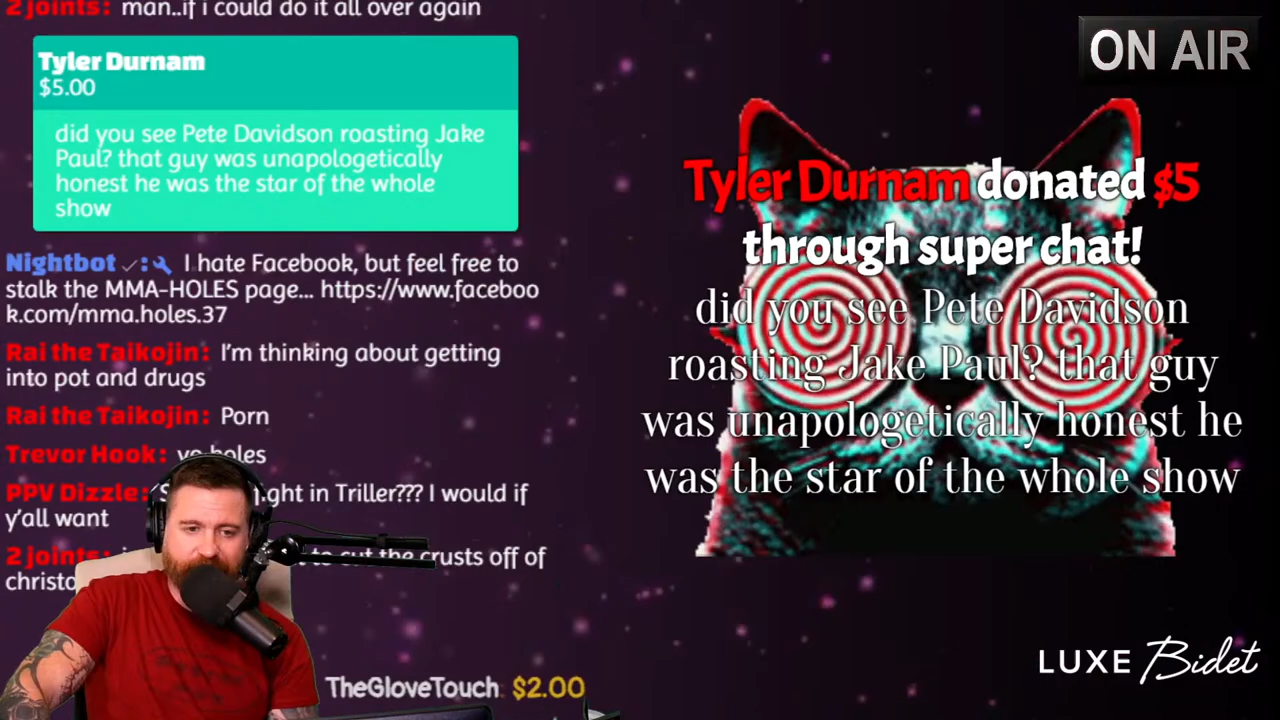 2 joints: man..if i could do it all over again
Tyler Durnam
$5.00
did you see Pete Davidson roasting Jake
Paul? that guy was unapologetically
honest he was the star of the whole
show
Nightbot : I hate Facebook, but feel free to
stalk the MMA-HOLES page... https://www.faceboo
k.com/mma.holes.37
Rai the Taikojin: I'm thinking about getting
into pot and drugs
Rai the Taikojin: Porn
Trevor Hook: yo holes
PPV Dizzle: in Triller??? I would if
y'all want
2 joints: to cut the crusts off of
ON AIR
Tyler Durnam donated $5
through super chat!
did you see Pete Davidson
roasting Jake Paul? that guy
was unapologetically honest he
was the star of the whole show
LUXE Bidet
TheGloveTouch $2.00